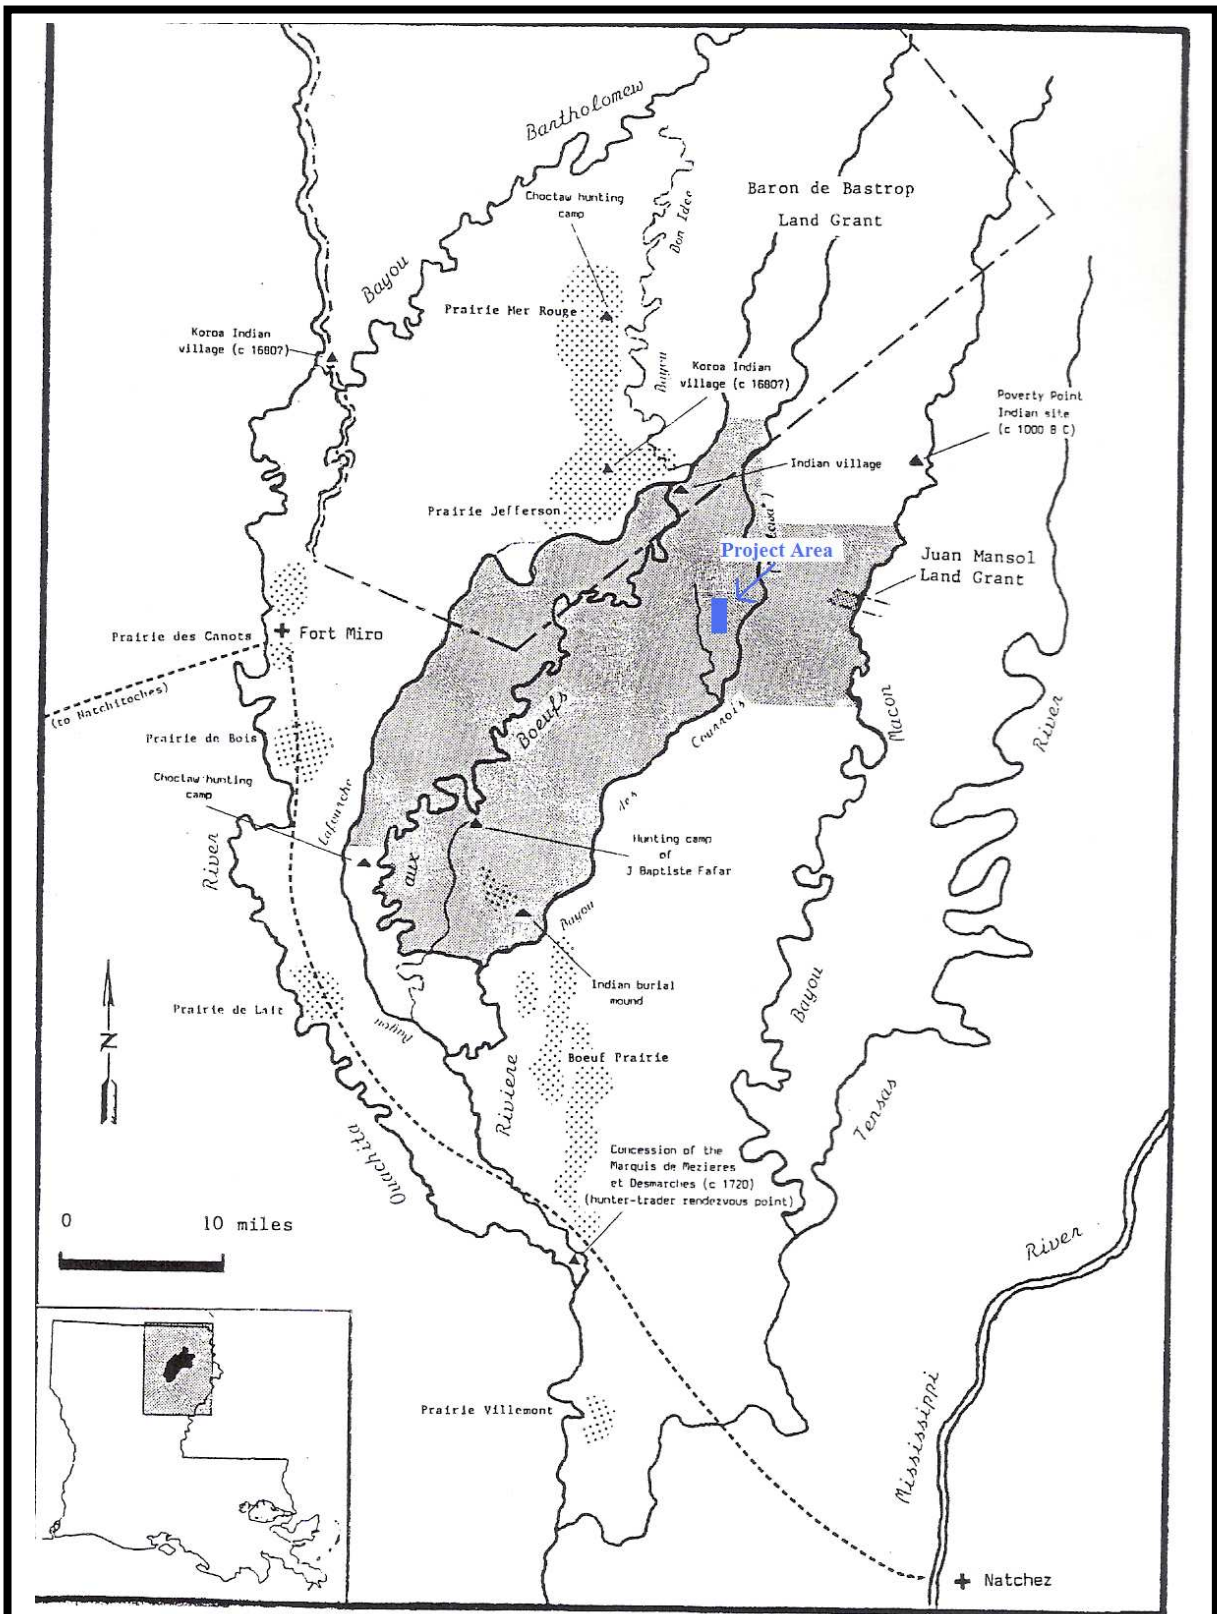 Bartholomew
Bayou
Choctaw hunting
camp
Bon Idee
Bayou
Baron de Bastrop
Land Grant
Prairie Mer Rouge
Koroa Indian
village (c 1680?)
Koroa Indian
village (c 1680?)
Poverty Point
Indian site
(c 1000 B C)
Indian village
Prairie Jefferson
Project Area
Juan Mansol
Land Grant
Prairie des Canots
Fort Miro
(to Natchitoches)
Prairie de Bois
Choctaw hunting
camp
Lafourche
Bayou
Boeufs
aux
Riviere
Courrois
des
Bayou
Macon
Bayou
River
Tensas
Hunting camp
of
J Baptiste Fafar
River
Ouachita
Indian burial
mound
Prairie de Lait
N
Boeuf Prairie
Concession of the
Marquis de Mezieres
et Desmarches (c 1720)
(hunter-trader rendezvous point)
0 10 miles
River
Mississippi
Prairie Villemont
Natchez